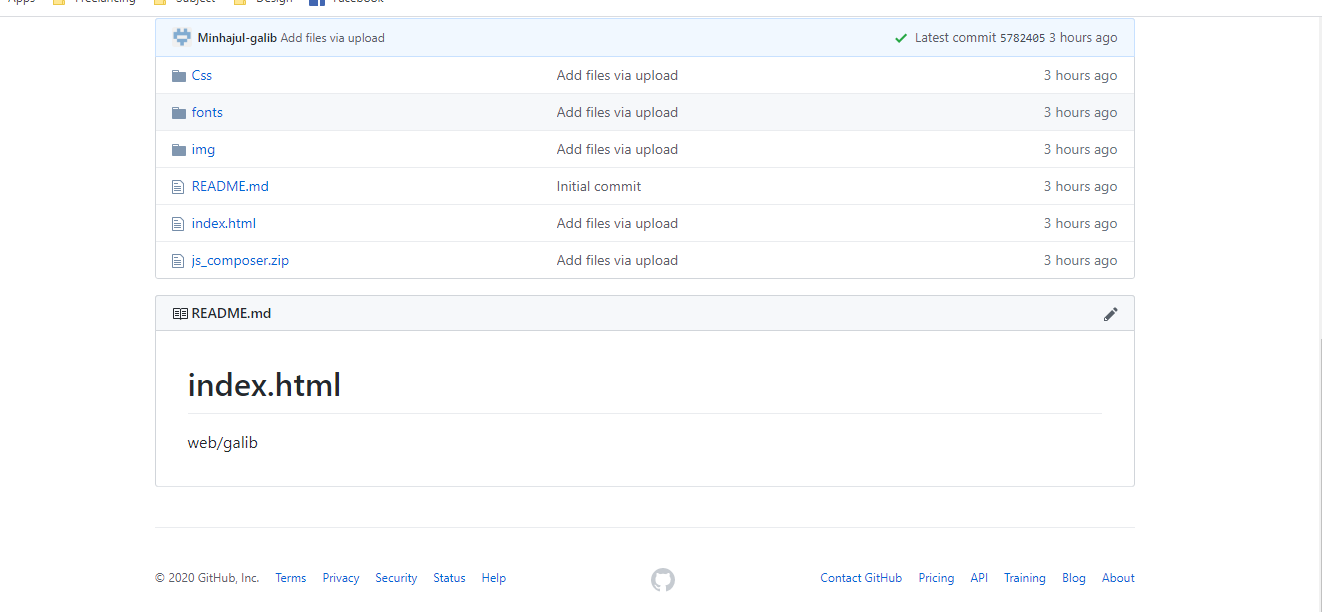 Apps Freelancing Subject Design Facebook
Minhajul-galib Add files via upload Latest commit 5782405 3 hours ago
Css Add files via upload 3 hours ago
fonts Add files via upload 3 hours ago
img Add files via upload 3 hours ago
README.md Initial commit 3 hours ago
index.html Add files via upload 3 hours ago
js_composer.zip Add files via upload 3 hours ago
README.md
index.html
web/galib
© 2020 GitHub, Inc. Terms Privacy Security Status Help Contact GitHub Pricing API Training Blog About